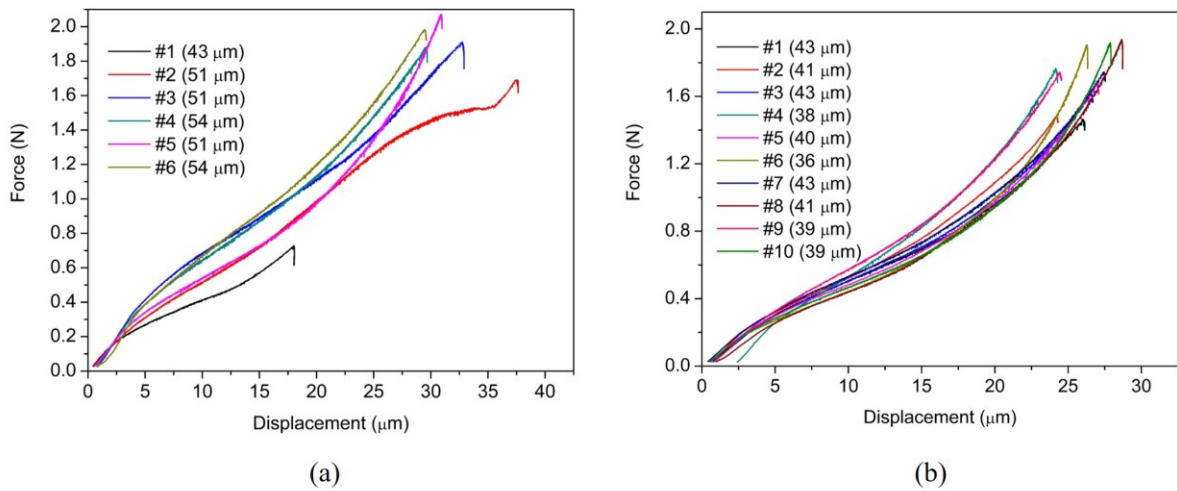 2.0
1.8
1.6
1.4
1.2
1.0
0.8
0.6
0.4
0.2
0.0
Force (N)
#1 (43 μm)
#2 (51 μm)
#3 (51 μm)
#4 (54 μm)
#5 (51 μm)
#6 (54 μm)
0 5 10 15 20 25 30 35 40
Displacement (μm)
(a)
2.0
1.6
1.2
0.8
0.4
0.0
Force (N)
#1 (43 μm)
#2 (41 μm)
#3 (43 μm)
#4 (38 μm)
#5 (40 μm)
#6 (36 μm)
#7 (43 μm)
#8 (41 μm)
#9 (39 μm)
#10 (39 μm)
0 5 10 15 20 25 30
Displacement (μm)
(b)